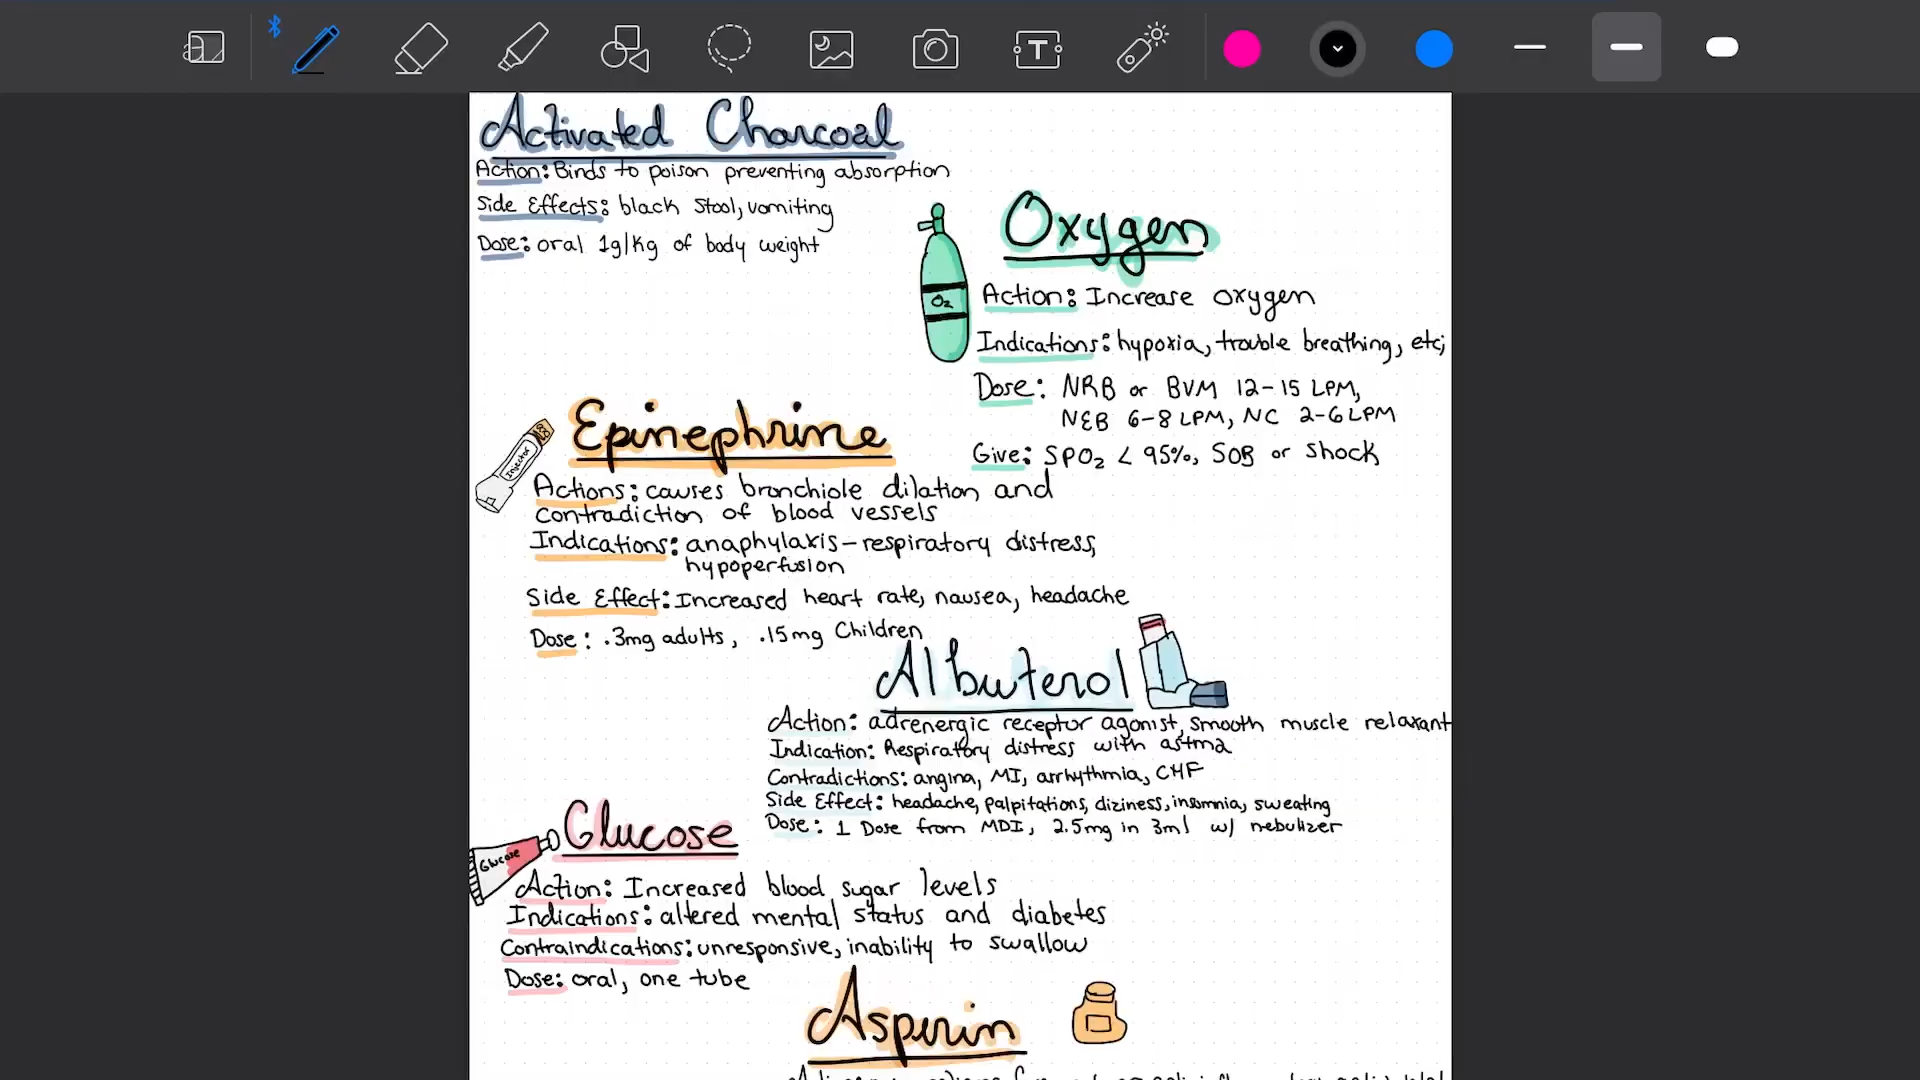 Activated Charcoal
Action: Binds to poison preventing absorption
Side Effects: black stool, vomiting
Dose: oral 1g/kg of body weight
Oxygen
O2
Action: Increase oxygen
Indications: hypoxia, trouble breathing, etc;
Dose: NRB or BVM 12-15 LPM,
NEB 6-8 LPM, NC 2-6 LPM
Give: SPO2 < 95%, SOB or shock
Epinephrine
Injector
Actions: causes bronchiole dilation and
contradiction of blood vessels
Indications: anaphylaxis - respiratory distress,
hypoperfusion
Side Effect: Increased heart rate, nausea, headache
Dose: .3mg adults, .15mg Children
Albuterol
Action: adrenergic receptor agonist, smooth muscle relaxant
Indication: Respiratory distress with astma
Contradictions: angina, MI, arrhythmia, CHF
Side Effect: headache, palpitations, diziness, insomnia, sweating
Dose: 1 Dose from MDI, 2.5mg in 3ml w/ nebulizer
Glucose
Glucose
Action: Increased blood sugar levels
Indications: altered mental status and diabetes
Contraindications: unresponsive, inability to swallow
Dose: oral, one tube
Asperin